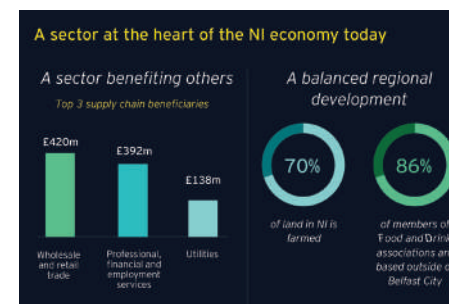 A sector at the heart of the NI economy today
A sector benefiting others
Top 3 supply chain beneficiaries
£420m
£392m
£138m
Wholesale
and retail
trade
Professional,
financial and
employment
services
Utilities
A balanced regional
development
70%
of land in NI is
farmed
86%
of members of
Food and Drink
associations are
based outside of
Belfast City